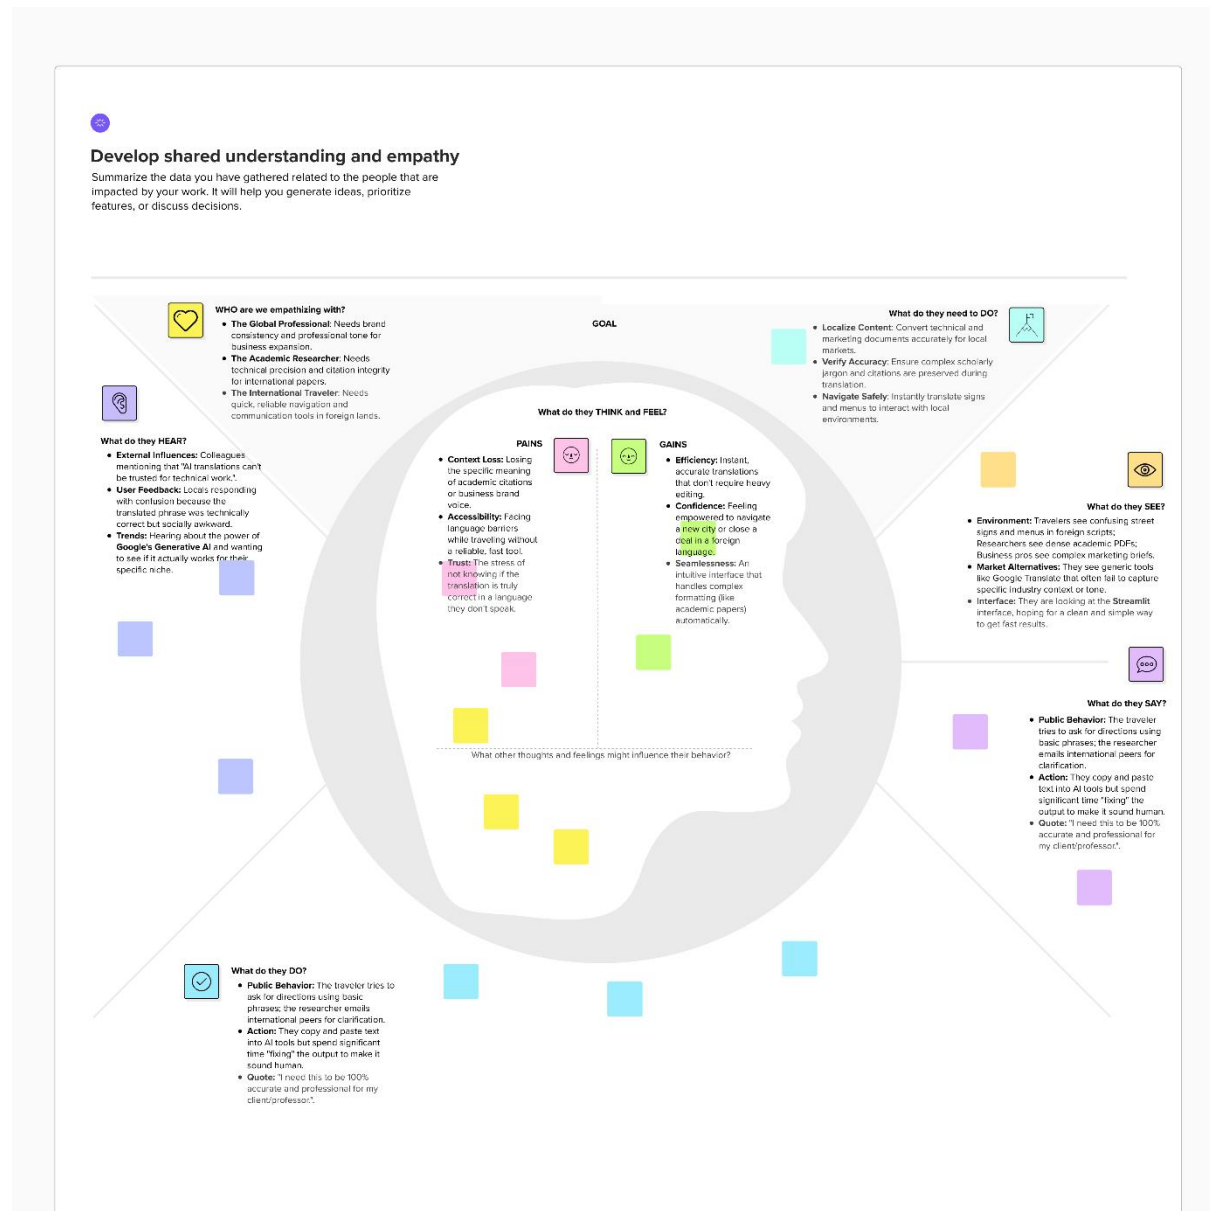 Develop shared understanding and empathy
Summarize the data you have gathered related to the people that are
impacted by your work. It will help you generate ideas, prioritize
features, or discuss decisions.
WHO are we empathizing with?
• The Global Professional: Needs brand
consistency and professional tone for
business expansion.
• The Academic Researcher: Needs
technical precision and citation integrity
for international papers.
• The International Traveler: Needs
quick, reliable navigation and
communication tools in foreign lands.
GOAL
What do they need to DO?
• Localize Content: Convert technical and
marketing documents accurately for local
markets.
• Verify Accuracy: Ensure complex scholarly
jargon and citations are preserved during
translation.
• Navigate Safely: Instantly translate signs
and menus to interact with local
environments.
What do they HEAR?
• External Influences: Colleagues
mentioning that "AI translations can't
be trusted for technical work.".
• User Feedback: Locals responding
with confusion because the
translated phrase was technically
correct but socially awkward.
• Trends: Hearing about the power of
Google's Generative AI and wanting
to see if it actually works for their
specific niche.
What do they THINK and FEEL?
PAINS
• Context Loss: Losing
the specific meaning
of academic citations
or business brand
voice.
• Accessibility: Facing
language barriers
while traveling without
a reliable, fast tool.
• Trust: The stress of
not knowing if the
translation is truly
correct in a language
they don't speak.
GAINS
• Efficiency: Instant,
accurate translations
that don't require heavy
editing.
• Confidence: Feeling
empowered to navigate
a new city or close a
deal in a foreign
language.
• Seamlessness: An
intuitive interface that
handles complex
formatting (like
academic papers)
automatically.
What other thoughts and feelings might influence their behavior?
What do they SEE?
• Environment: Travelers see confusing street
signs and menus in foreign scripts;
Researchers see dense academic PDFs;
Business pros see complex marketing briefs.
• Market Alternatives: They see generic tools
like Google Translate that often fail to capture
specific industry context or tone.
• Interface: They are looking at the Streamlit
interface, hoping for a clean and simple way
to get fast results.
What do they SAY?
• Public Behavior: The traveler
tries to ask for directions using
basic phrases; the researcher
emails international peers for
clarification.
• Action: They copy and paste
text into AI tools but spend
significant time "fixing" the
output to make it sound human.
• Quote: "I need this to be 100%
accurate and professional for
my client/professor.".
What do they DO?
• Public Behavior: The traveler tries to
ask for directions using basic
phrases; the researcher emails
international peers for clarification.
• Action: They copy and paste text
into AI tools but spend significant
time "fixing" the output to make it
sound human.
• Quote: "I need this to be 100%
accurate and professional for my
client/professor.".